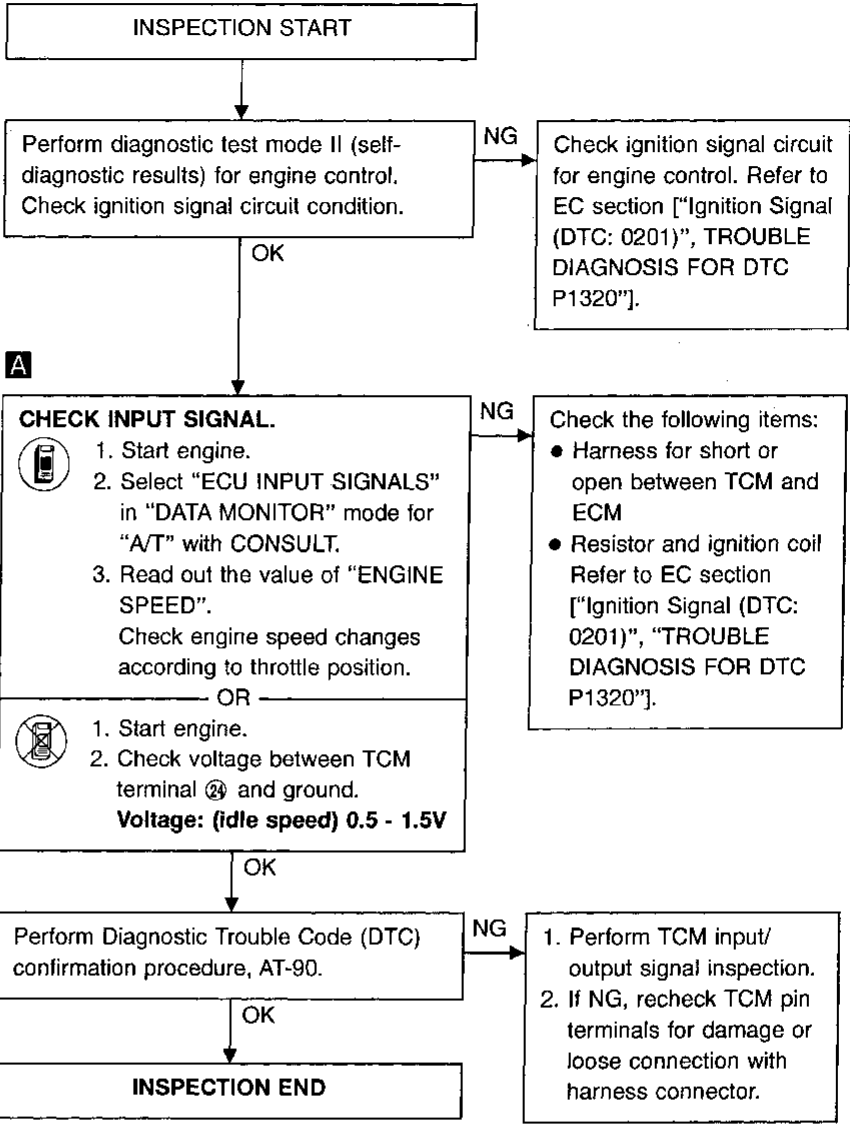 INSPECTION START
Perform diagnostic test mode II (self-
diagnostic results) for engine control.
Check ignition signal circuit condition.
NG
Check ignition signal circuit
for engine control. Refer to
EC section [“Ignition Signal
(DTC: 0201)”, TROUBLE
DIAGNOSIS FOR DTC
P1320”].
OK
A
CHECK INPUT SIGNAL.
1. Start engine.
2. Select “ECU INPUT SIGNALS”
in “DATA MONITOR” mode for
“A/T” with CONSULT.
3. Read out the value of “ENGINE
SPEED”.
Check engine speed changes
according to throttle position.
OR
1. Start engine.
2. Check voltage between TCM
terminal ㉔ and ground.
Voltage: (idle speed) 0.5 - 1.5V
NG
Check the following items:
● Harness for short or
open between TCM and
ECM
● Resistor and ignition coil
Refer to EC section
[“Ignition Signal (DTC:
0201)”, “TROUBLE
DIAGNOSIS FOR DTC
P1320”].
OK
Perform Diagnostic Trouble Code (DTC)
confirmation procedure, AT-90.
NG
1. Perform TCM input/
output signal inspection.
2. If NG, recheck TCM pin
terminals for damage or
loose connection with
harness connector.
OK
INSPECTION END